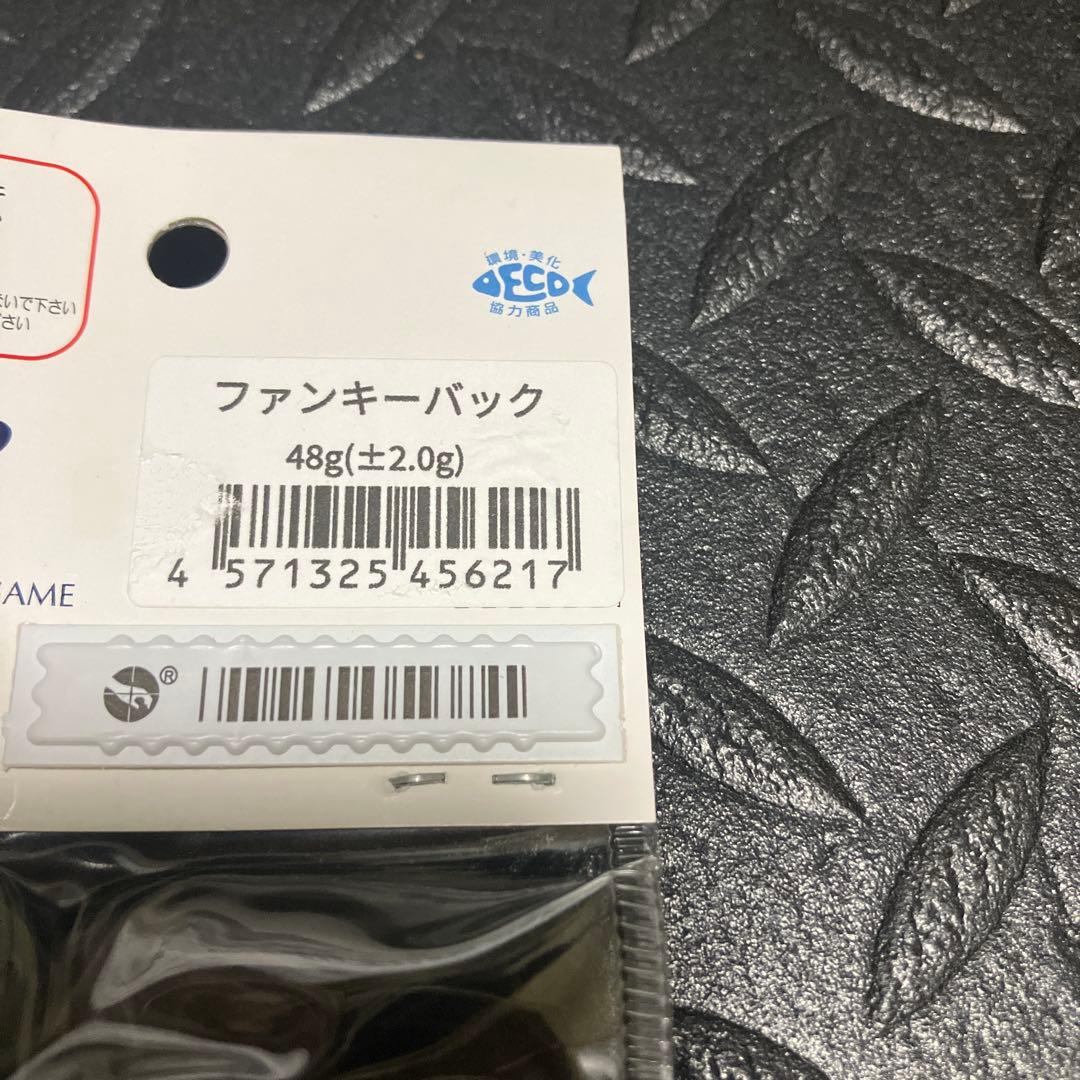 いで下さい
さい
環境・美化
ECO
協力商品
ファンキーバック
48g(±2.0g)
4 571325 456217
GAME
®